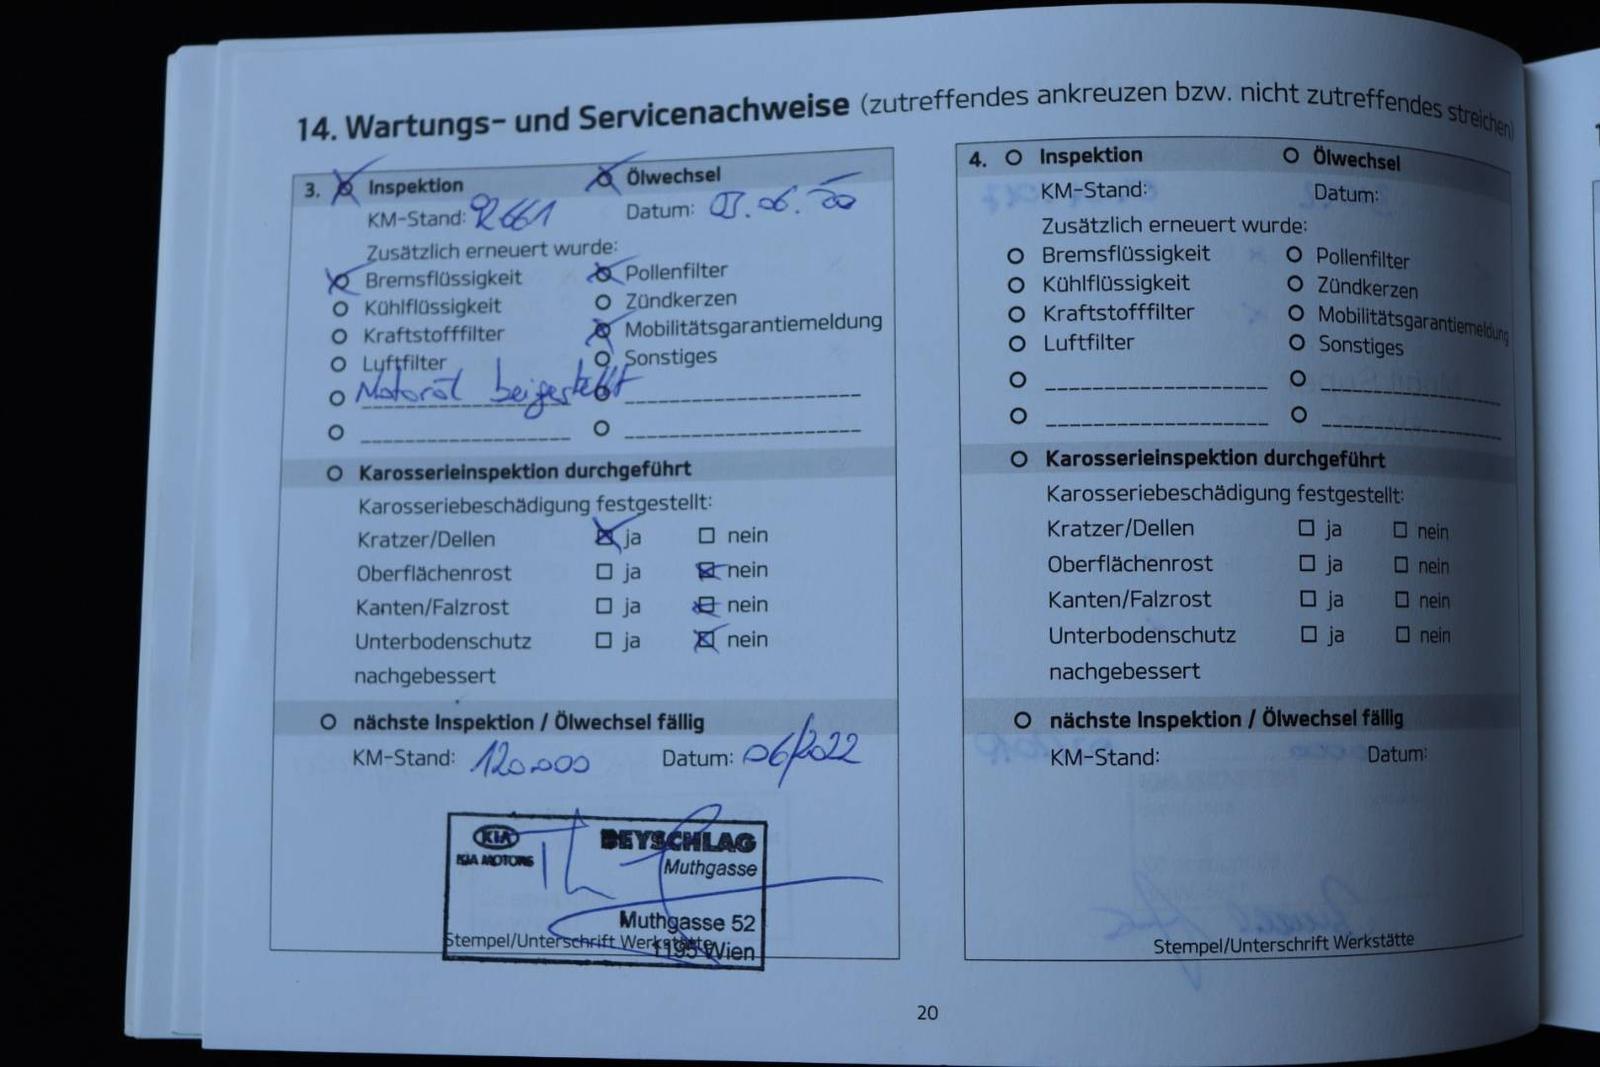 14. Wartungs- und Servicenachweise (zutreffendes ankreuzen bzw. nicht zutreffendes streichen)
3. Inspektion Ölwechsel
KM-Stand: 92661 Datum: 03.06.20
Zusätzlich erneuert wurde:
Bremsflüssigkeit Pollenfilter
Kühlflüssigkeit Zündkerzen
Kraftstofffilter Mobilitätsgarantiemeldung
Luftfilter Sonstiges
Motoröl beigestellt
Karosserieinspektion durchgeführt
Karosseriebeschädigung festgestellt:
Kratzer/Dellen ja nein
Oberflächenrost ja nein
Kanten/Falzrost ja nein
Unterbodenschutz ja nein
nachgebessert
nächste Inspektion / Ölwechsel fällig
KM-Stand: 120.000 Datum: 06/2022
KIA BEYSCHLAG
KIA MOTORS Muthgasse
Muthgasse 52
Stempel/Unterschrift Werkstätte
1195 Wien
4. Inspektion Ölwechsel
KM-Stand: Datum:
Zusätzlich erneuert wurde:
Bremsflüssigkeit Pollenfilter
Kühlflüssigkeit Zündkerzen
Kraftstofffilter Mobilitätsgarantiemeldung
Luftfilter Sonstiges
Karosserieinspektion durchgeführt
Karosseriebeschädigung festgestellt:
Kratzer/Dellen ja nein
Oberflächenrost ja nein
Kanten/Falzrost ja nein
Unterbodenschutz ja nein
nachgebessert
nächste Inspektion / Ölwechsel fällig
KM-Stand: Datum:
Stempel/Unterschrift Werkstätte
20